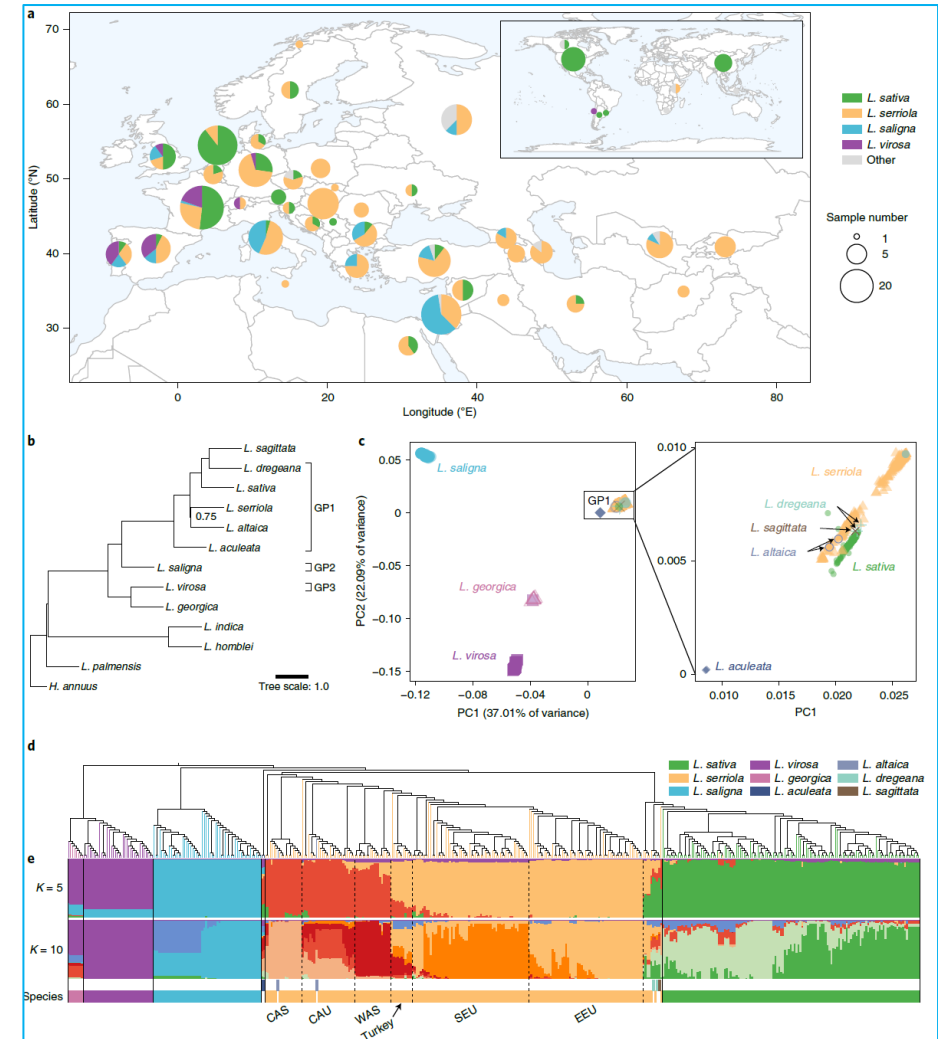 a
70
60
50
40
30
Latitude (°N)
0
20
40
60
80
Longitude (°E)
L. sativa
L. serriola
L. saligna
L. virosa
Other
Sample number
1
5
20
b
L. sagittata
L. dregeana
L. sativa
L. serriola
0.75
L. altaica
L. aculeata
L. saligna
L. virosa
L. georgica
L. indica
L. homblei
L. palmensis
H. annuus
GP1
GP2
GP3
Tree scale: 1.0
c
0.05
0
−0.05
−0.10
−0.15
PC2 (22.09% of variance)
L. saligna
GP1
L. georgica
L. virosa
−0.12
−0.08
−0.04
0
PC1 (37.01% of variance)
0.010
0.005
0
L. serriola
L. dregeana
L. sagittata
L. altaica
L. sativa
L. aculeata
0.010
0.015
0.020
0.025
PC1
d
L. sativa L. virosa L. altaica
L. serriola L. georgica L. dregeana
L. saligna L. aculeata L. sagittata
e
K = 5
K = 10
Species
CAS
CAU
WAS
Turkey
SEU
EEU